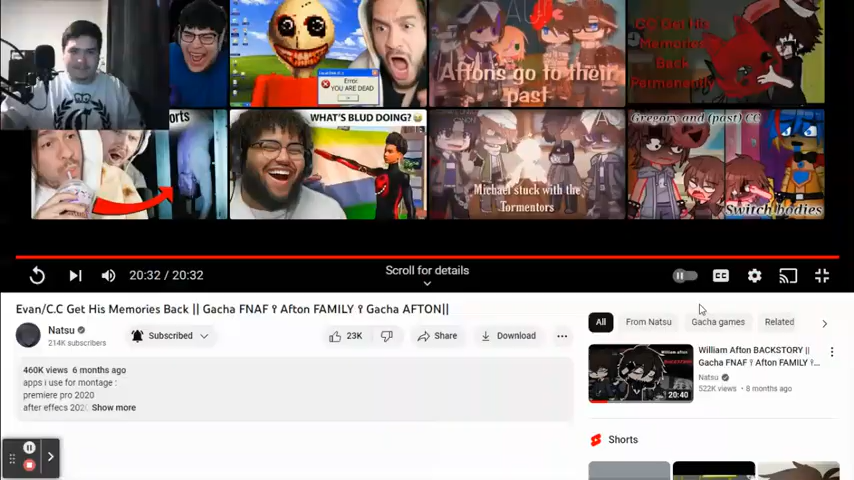 Error
YOU ARE DEAD
Aftons go to their
past
CC Get His
Memories
Back
Permanently
orts
WHAT'S BLUD DOING?
Michael stuck with the
Tormentors
Gregory and (past) CC
Switch bodies
20:32 / 20:32
Scroll for details
CC
Evan/C.C Get His Memories Back || Gacha FNAF ♀ Afton FAMILY ♀ Gacha AFTON||
Natsu
214K subscribers
Subscribed
23K
Share
Download
460K views 6 months ago
apps i use for montage :
premiere pro 2020
after effecs 202 Show more
All
From Natsu
Gacha games
Related
20:40
William Afton BACKSTORY ||
Gacha FNAF ♀ Afton FAMILY ♀...
Natsu
522K views • 8 months ago
Shorts